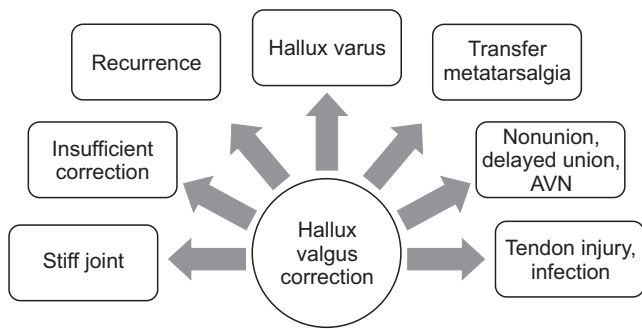 Hallux varus
Recurrence
Transfer
metatarsalgia
Insufficient
correction
Nonunion,
delayed union,
AVN
Stiff joint
Hallux
valgus
correction
Tendon injury,
infection